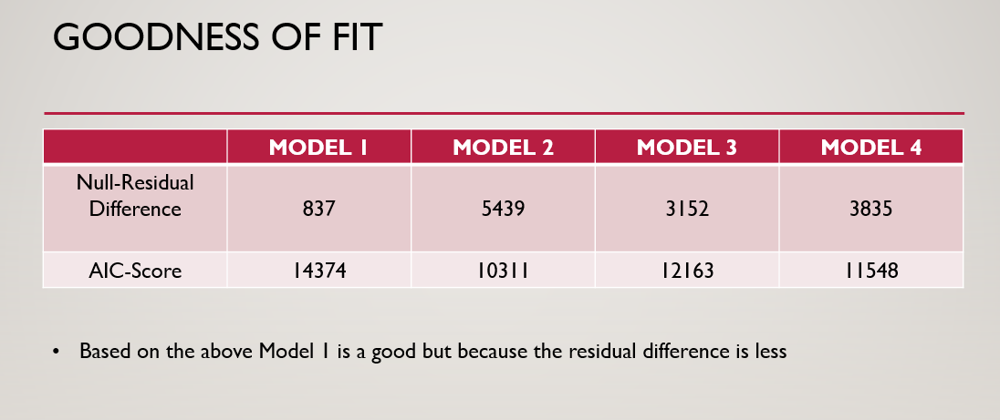 GOODNESS OF FIT
MODEL 1 MODEL 2 MODEL 3 MODEL 4
Null-Residual
Difference 837 5439 3152 3835
AIC-Score 14374 10311 12163 11548
• Based on the above Model 1 is a good but because the residual difference is less